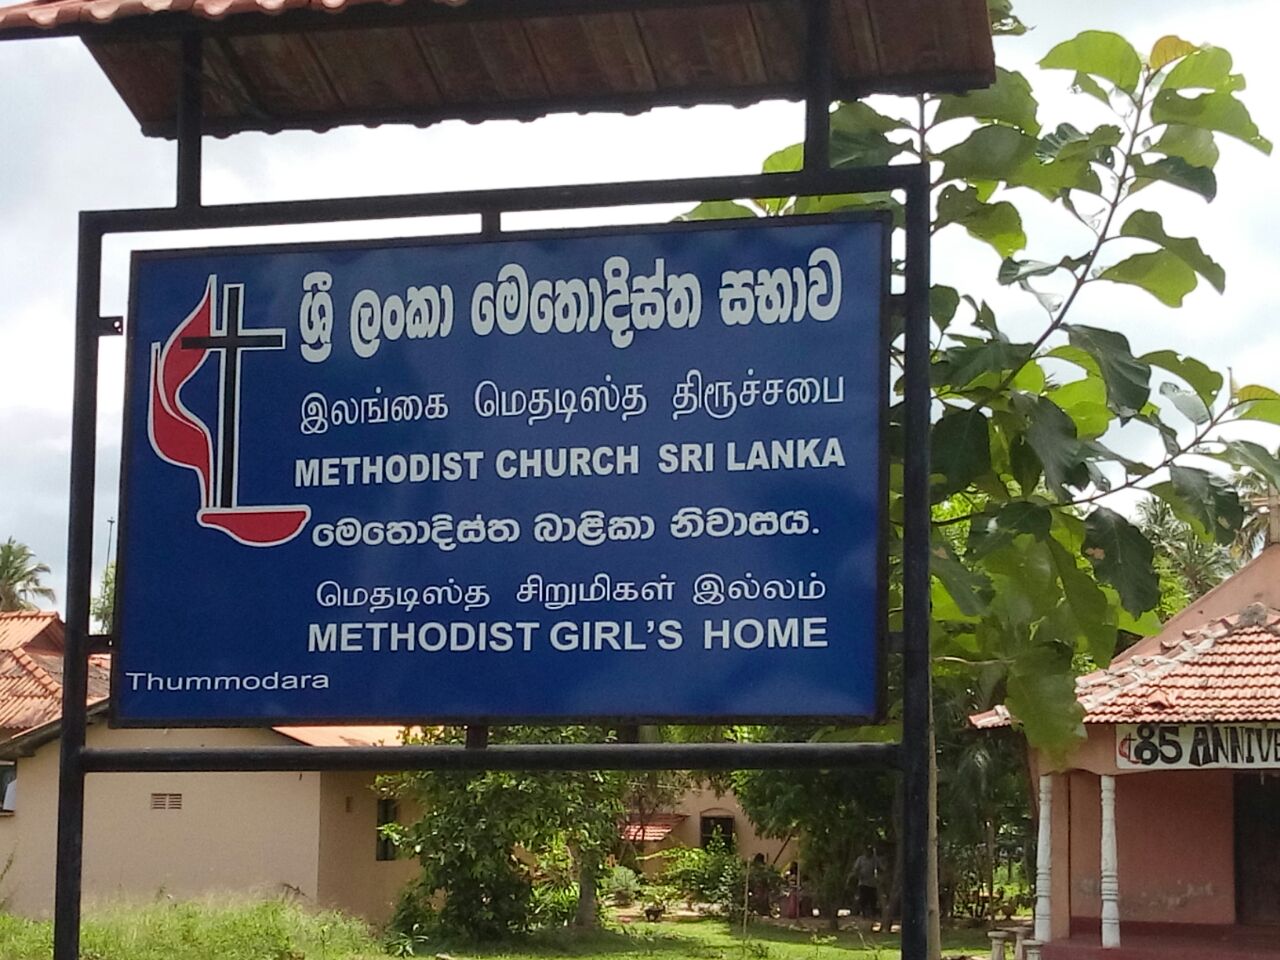 ශ්‍රී ලංකා මෙතෝදිස්ත සභාව
இலங்கை மெதடிஸ்த திருச்சபை
METHODIST CHURCH SRI LANKA
මෙතොදිස්ත බාළිකා නිවාසය.
மெதடிஸ்த சிறுமிகள் இல்லம்
METHODIST GIRL'S HOME
Thummodara
85 ANNIVE